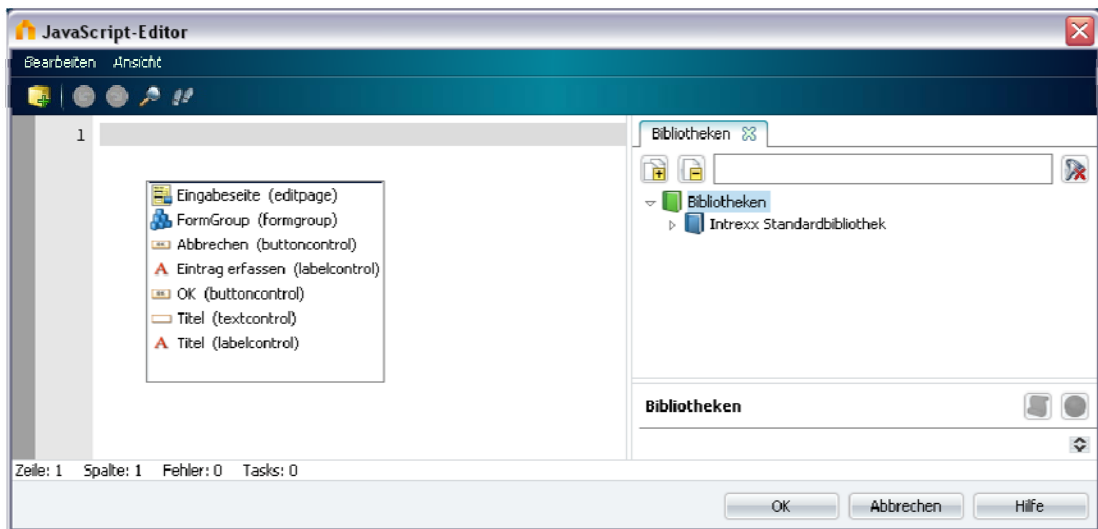 JavaScript-Editor
Bearbeiten Ansicht
1
Eingabeseite (editpage)
FormGroup (formgroup)
Abbrechen (buttoncontrol)
Eintrag erfassen (labelcontrol)
OK (buttoncontrol)
Titel (textcontrol)
Titel (labelcontrol)
Bibliotheken
Bibliotheken
Intrexx Standardbibliothek
Bibliotheken
Zeile: 1 Spalte: 1 Fehler: 0 Tasks: 0
OK Abbrechen Hilfe